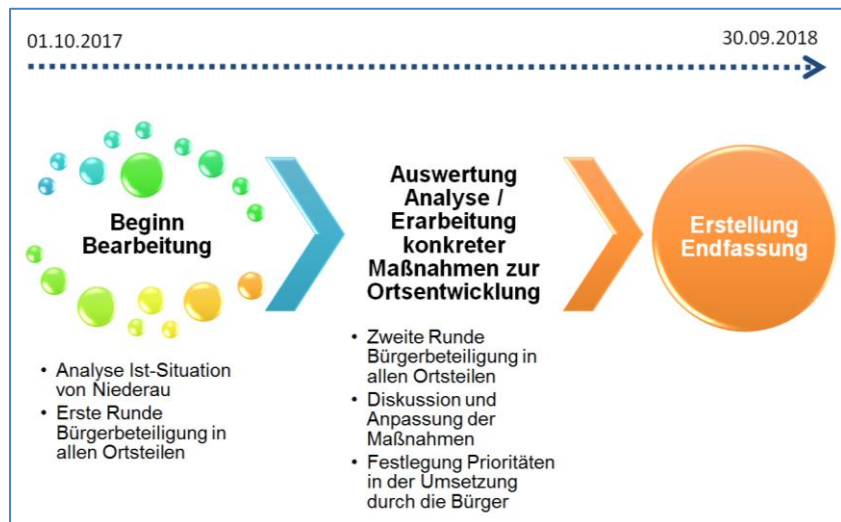 01.10.2017
30.09.2018
Beginn
Bearbeitung
• Analyse Ist-Situation
von Niederau
• Erste Runde
Bürgerbeteiligung in
allen Ortsteilen
Auswertung
Analyse /
Erarbeitung
konkreter
Maßnahmen zur
Ortsentwicklung
• Zweite Runde
Bürgerbeteiligung in
allen Ortsteilen
• Diskussion und
Anpassung der
Maßnahmen
• Festlegung Prioritäten
in der Umsetzung
durch die Bürger
Erstellung
Endfassung